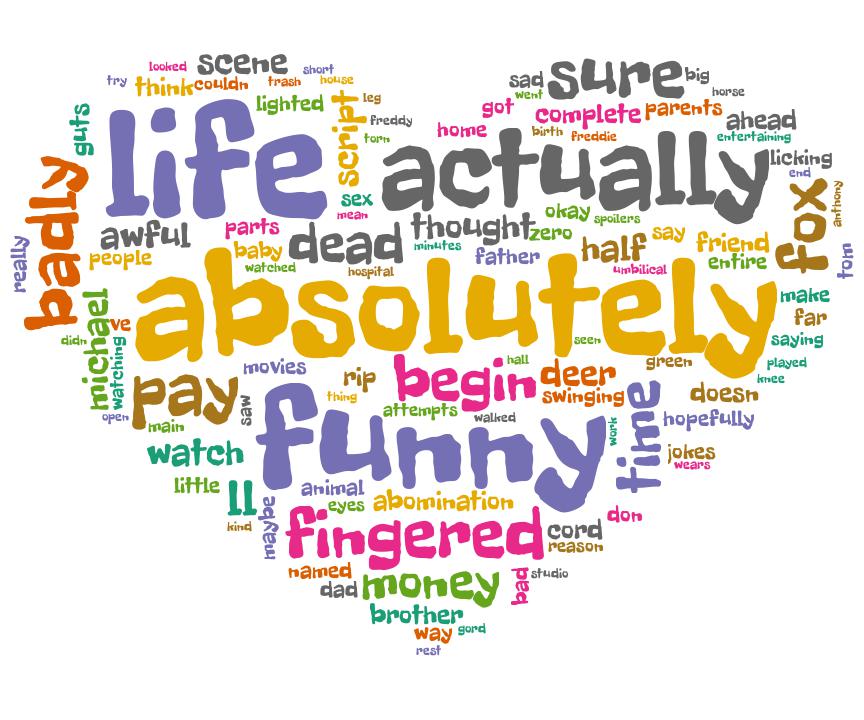 looked
scene
short
try
think
couldn
trash
house
sad
sure
big
went
horse
lighted
script
leg
got
complete
parents
guts
life
freddy
home
birth
freddie
ahead
torn
entertaining
actually
licking
end
badly
sex
mean
okay
spoilers
fox
anthony
awful
parts
dead
thought
zero
half
say
friend
really
people
baby
minutes
father
entire
tom
watched
hospital
umbilical
absolutely
make
michael
ve
far
didn
watching
seen
saying
hall
green
played
movies
rip
begin
deer
knee
pay
thing
swinging
time
doesn
open
saw
attempts
walked
hopefully
main
funny
work
watch
jokes
wears
little
ll
animal
kind
maybe
eyes
abomination
don
fingered
cord
reason
named
dad
money
bad
studio
brother
way
gord
rest